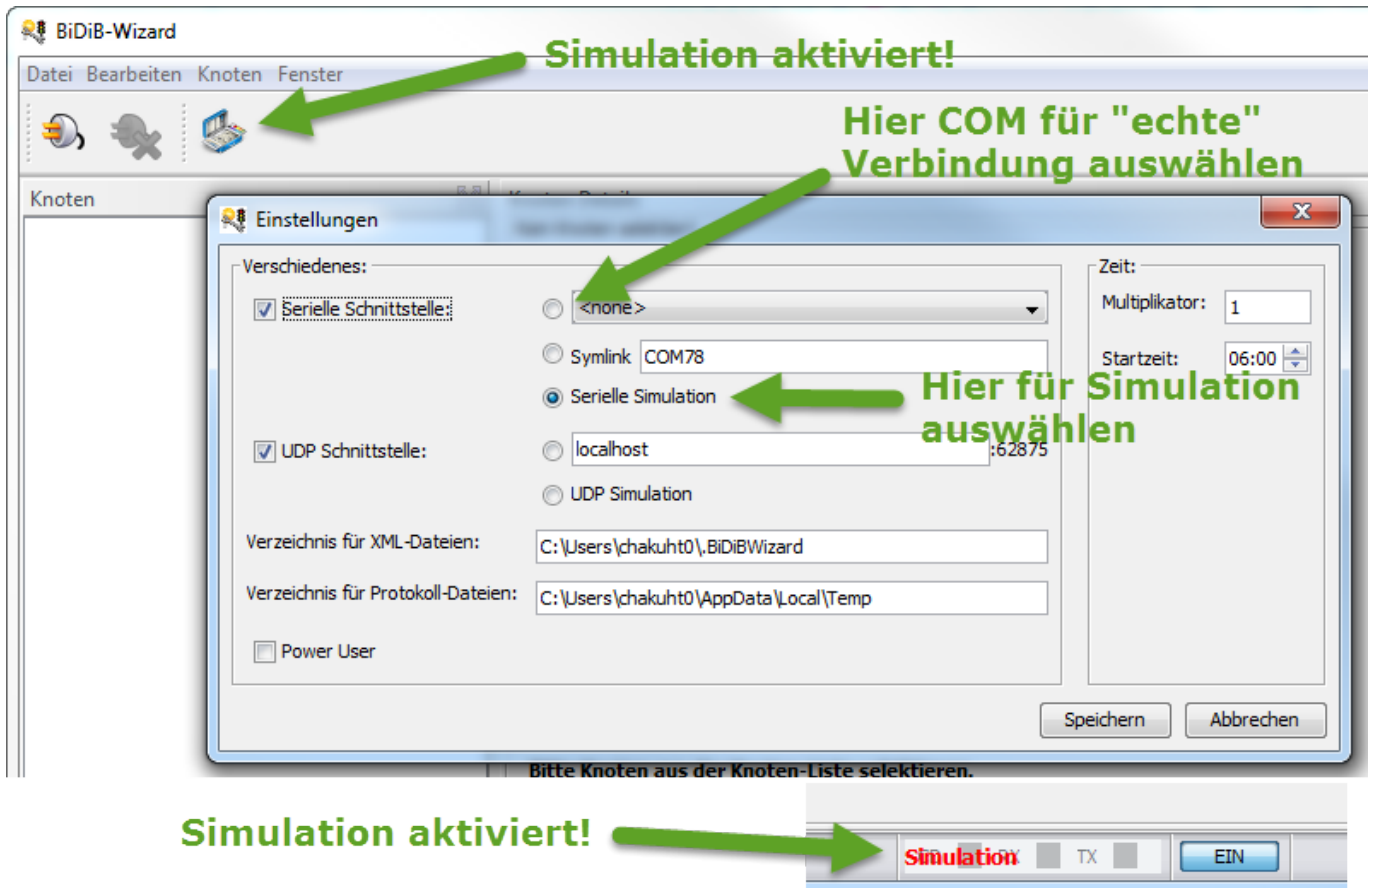 BiDiB-Wizard
Simulation aktiviert!
Datei Bearbeiten Knoten Fenster
Hier COM für "echte"
Verbindung auswählen
Knoten
Einstellungen
Verschiedenes:
Zeit:
Serielle Schnittstelle:
<none>
Multiplikator:
1
Symlink
COM78
Startzeit:
06:00
Serielle Simulation
Hier für Simulation
auswählen
UDP Schnittstelle:
localhost
:62875
UDP Simulation
Verzeichnis für XML-Dateien:
C:\Users\chakuht0\.BiDiBWizard
Verzeichnis für Protokoll-Dateien:
C:\Users\chakuht0\AppData\Local\Temp
Power User
Speichern
Abbrechen
Bitte Knoten aus der Knoten-Liste selektieren.
Simulation aktiviert!
Simulation
TX
EIN